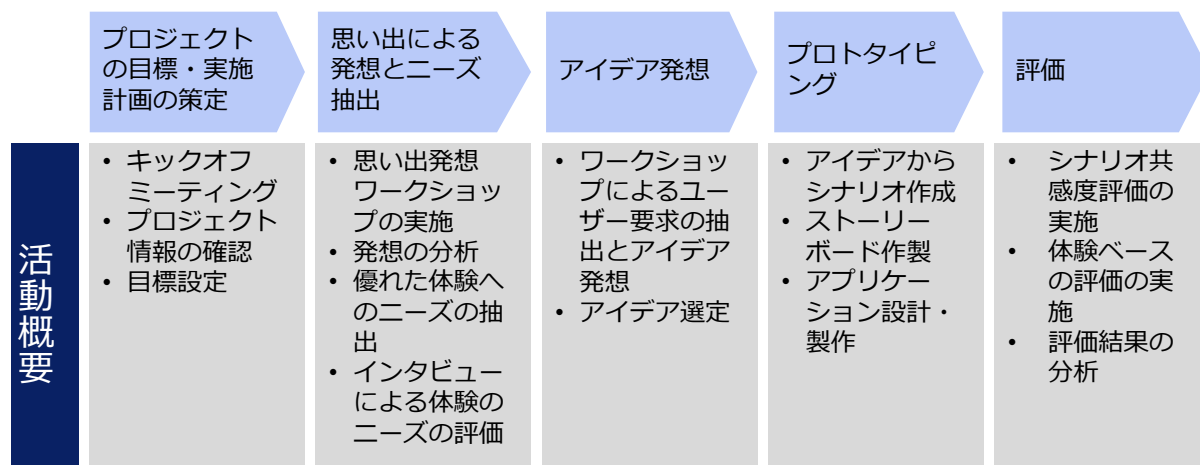 プロジェクト
の目標・実施
計画の策定
思い出による
発想とニーズ
抽出
アイデア発想
プロトタイピ
ング
評価
活動概要
• キックオフ
ミーティング
• プロジェクト
情報の確認
• 目標設定
• 思い出発想
ワークショッ
プの実施
• 発想の分析
• 優れた体験へ
のニーズの抽
出
• インタビュー
による体験の
ニーズの評価
• ワークショッ
プによるユー
ザー要求の抽
出とアイデア
発想
• アイデア選定
• アイデアから
シナリオ作成
• ストーリー
ボード作製
• アプリケー
ション設計・
製作
• シナリオ共
感度評価の
実施
• 体験ベース
の評価の実
施
• 評価結果の
分析